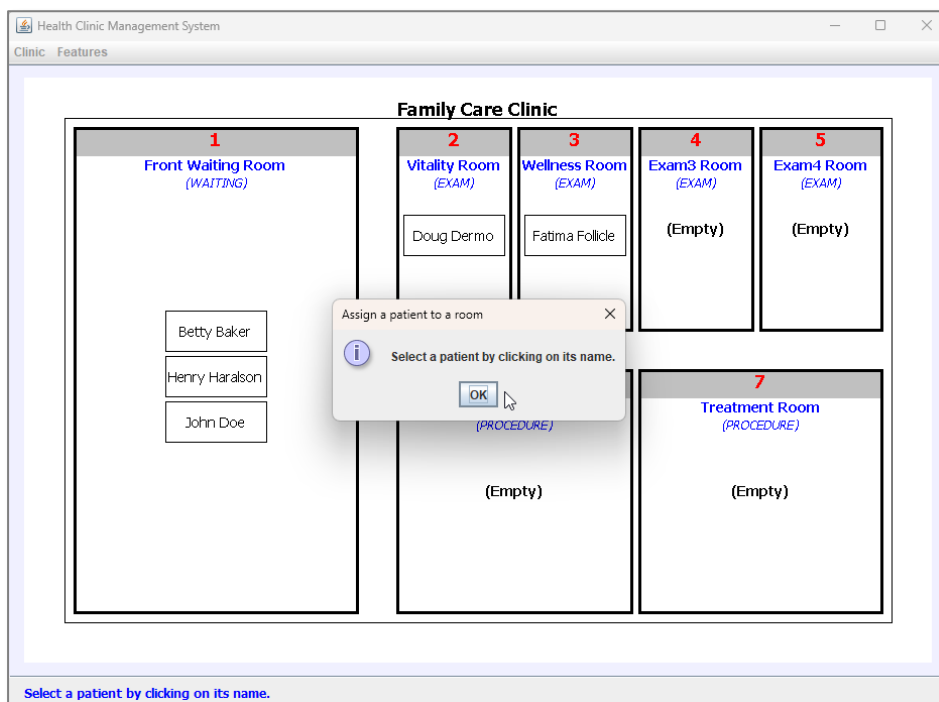 Health Clinic Management System
Clinic Features
Family Care Clinic
1
Front Waiting Room
(WAITING)
Betty Baker
Henry Haralson
John Doe
2
Vitality Room
(EXAM)
Doug Dermo
3
Wellness Room
(EXAM)
Fatima Follicle
4
Exam3 Room
(EXAM)
(Empty)
5
Exam4 Room
(EXAM)
(Empty)
Assign a patient to a room
Select a patient by clicking on its name.
OK
(PROCEDURE)
(Empty)
7
Treatment Room
(PROCEDURE)
(Empty)
Select a patient by clicking on its name.